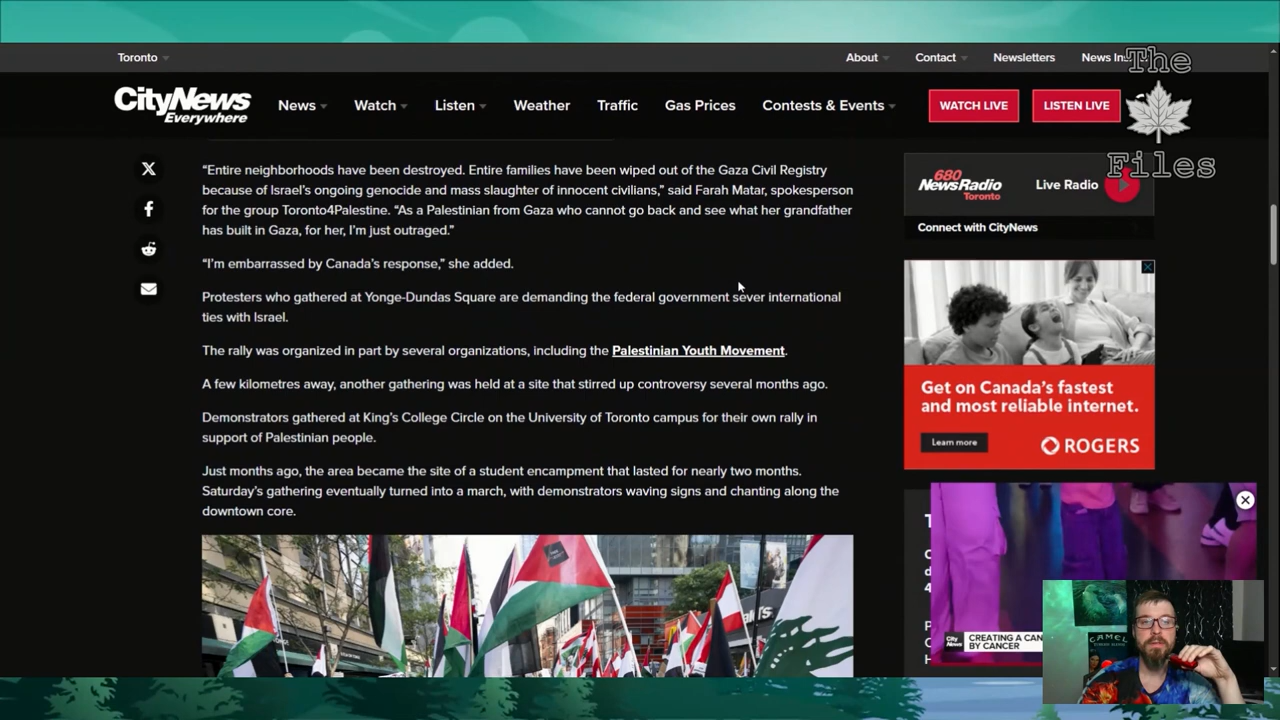 Toronto
About
Contact
Newsletters
News In
The
Files
CityNews
Everywhere
News
Watch
Listen
Weather
Traffic
Gas Prices
Contests & Events
WATCH LIVE
LISTEN LIVE
“Entire neighborhoods have been destroyed. Entire families have been wiped out of the Gaza Civil Registry
because of Israel’s ongoing genocide and mass slaughter of innocent civilians,” said Farah Matar, spokesperson
for the group Toronto4Palestine. “As a Palestinian from Gaza who cannot go back and see what her grandfather
has built in Gaza, for her, I’m just outraged.”
“I’m embarrassed by Canada’s response,” she added.
Protesters who gathered at Yonge-Dundas Square are demanding the federal government sever international
ties with Israel.
The rally was organized in part by several organizations, including the Palestinian Youth Movement.
A few kilometres away, another gathering was held at a site that stirred up controversy several months ago.
Demonstrators gathered at King’s College Circle on the University of Toronto campus for their own rally in
support of Palestinian people.
Just months ago, the area became the site of a student encampment that lasted for nearly two months.
Saturday’s gathering eventually turned into a march, with demonstrators waving signs and chanting along the
downtown core.
680
NewsRadio
Toronto
Live Radio
Connect with CityNews
Get on Canada’s fastest
and most reliable internet.
Learn more
ROGERS
City
News
CREATING A CAN
BY CANCER
CAMEL